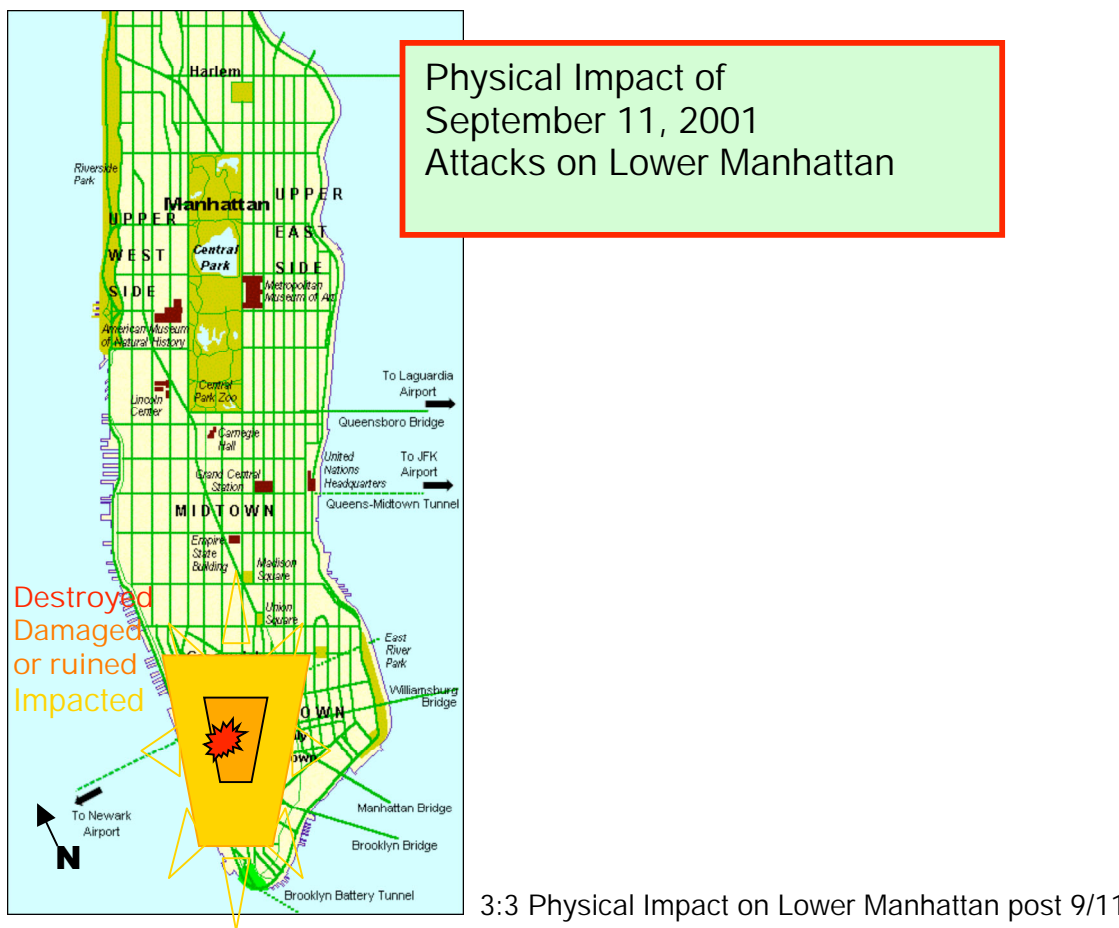 Harlem
Physical Impact of
September 11, 2001
Attacks on Lower Manhattan
Riverside
Park
Manhattan
UPPER
WEST
SIDE
UPPER
EAST
SIDE
Central
Park
Metropolitan
Museum of Art
American Museum
of Natural History
Lincoln
Center
Central
Park Zoo
To Laguardia
Airport
Queensboro Bridge
Carnegie
Hall
United
Nations
Headquarters
To JFK
Airport
Grand Central
Station
Queens-Midtown Tunnel
MIDTOWN
Empire
State
Building
Madison
Square
Union
Square
Destroyed
Damaged
or ruined
Impacted
East
River
Park
Williamsburg
Bridge
OWN
Manhattan Bridge
To Newark
Airport
N
Brooklyn Bridge
Brooklyn Battery Tunnel
3:3 Physical Impact on Lower Manhattan post 9/11